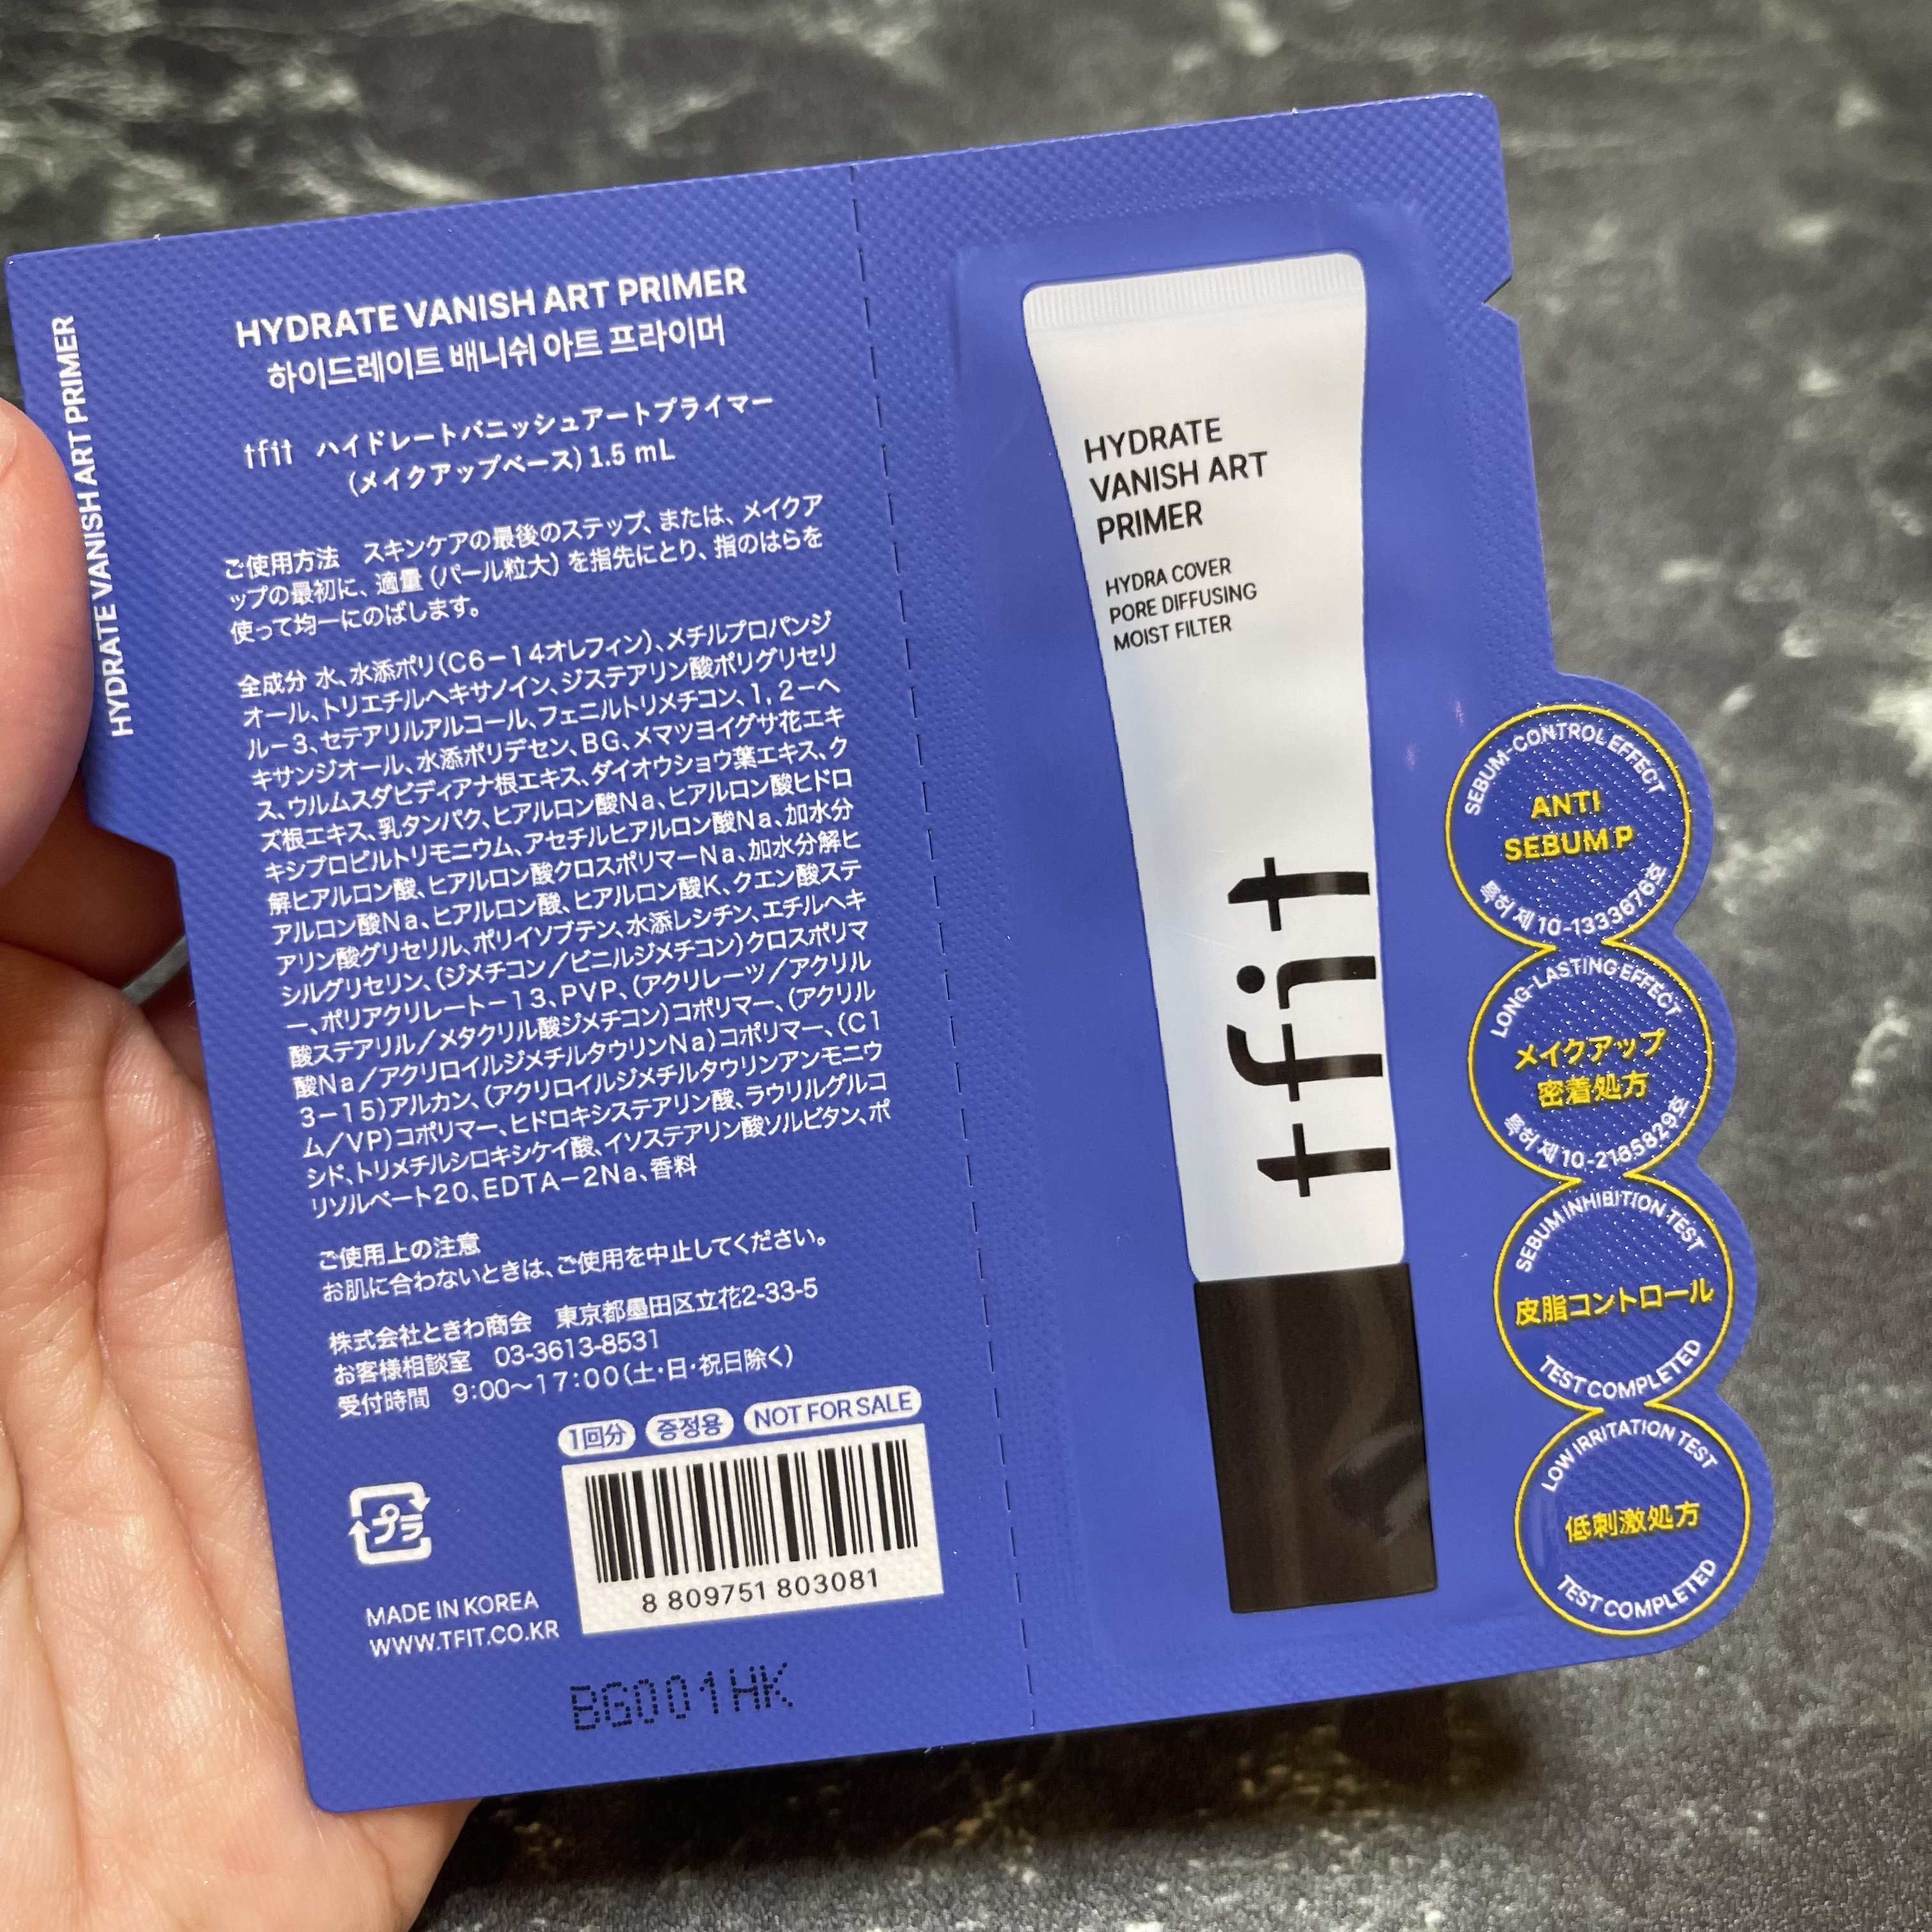 HYDRATE VANISH ART PRIMER
HYDRATE VANISH ART PRIMER
하이드레이트 배니쉬 아트 프라이머
tfit ハイドレートバニッシュアートプライマー
(メイクアップベース) 1.5 mL
ご使用方法 スキンケアの最後のステップ、または、メイクア
ップの最初に、適量(パール粒大)を指先にとり、指のはらを
使って均一にのばします。
全成分 水、水添ポリ(C6−14オレフィン)、メチルプロパンジ
オール、トリエチルヘキサノイン、ジステアリン酸ポリグリセリ
ル−3、セテアリルアルコール、フェニルトリメチコン、1,2−ヘ
キサンジオール、水添ポリデセン、BG、メマツヨイグサ花エキ
ス、ウルムスダビディアナ根エキス、ダイオウショウ葉エキス、ク
ズ根エキス、乳タンパク、ヒアルロン酸Na、ヒアルロン酸ヒドロ
キシプロピルトリモニウム、アセチルヒアルロン酸Na、加水分
解ヒアルロン酸、ヒアルロン酸クロスポリマーNa、加水分解ヒ
アルロン酸Na、ヒアルロン酸、ヒアルロン酸K、クエン酸ステ
アリン酸グリセリル、ポリイソブテン、水添レシチン、エチルヘキ
シルグリセリン、(ジメチコン/ビニルジメチコン)クロスポリマ
ー、ポリアクリレート−13、PVP、(アクリレーツ/アクリル
酸ステアリル/メタクリル酸ジメチコン)コポリマー、(アクリル
酸Na/アクリロイルジメチルタウリンNa)コポリマー、(C1
3−15)アルカン、(アクリロイルジメチルタウリンアンモニウ
ム/VP)コポリマー、ヒドロキシステアリン酸、ラウリルグルコ
シド、トリメチルシロキシケイ酸、イソステアリン酸ソルビタン、ポ
リソルベート20、EDTA−2Na、香料
ご使用上の注意
お肌に合わないときは、ご使用を中止してください。
株式会社ときわ商会 東京都墨田区立花2-33-5
お客様相談室 03-3613-8531
受付時間 9:00〜17:00(土・日・祝日除く)
1回分 증정용 NOT FOR SALE
プラ
8 809751 803081
MADE IN KOREA
WWW.TFIT.CO.KR
BG001HK
HYDRATE
VANISH ART
PRIMER
HYDRA COVER
PORE DIFFUSING
MOIST FILTER
tfit
SEBUM-CONTROL EFFECT
ANTI
SEBUM P
특허 제 10-1333676호
LONG-LASTING EFFECT
メイクアップ
密着処方
특허 제 10-2185829호
SEBUM INHIBITION TEST
皮脂コントロール
TEST COMPLETED
LOW IRRITATION TEST
低刺激処方
TEST COMPLETED